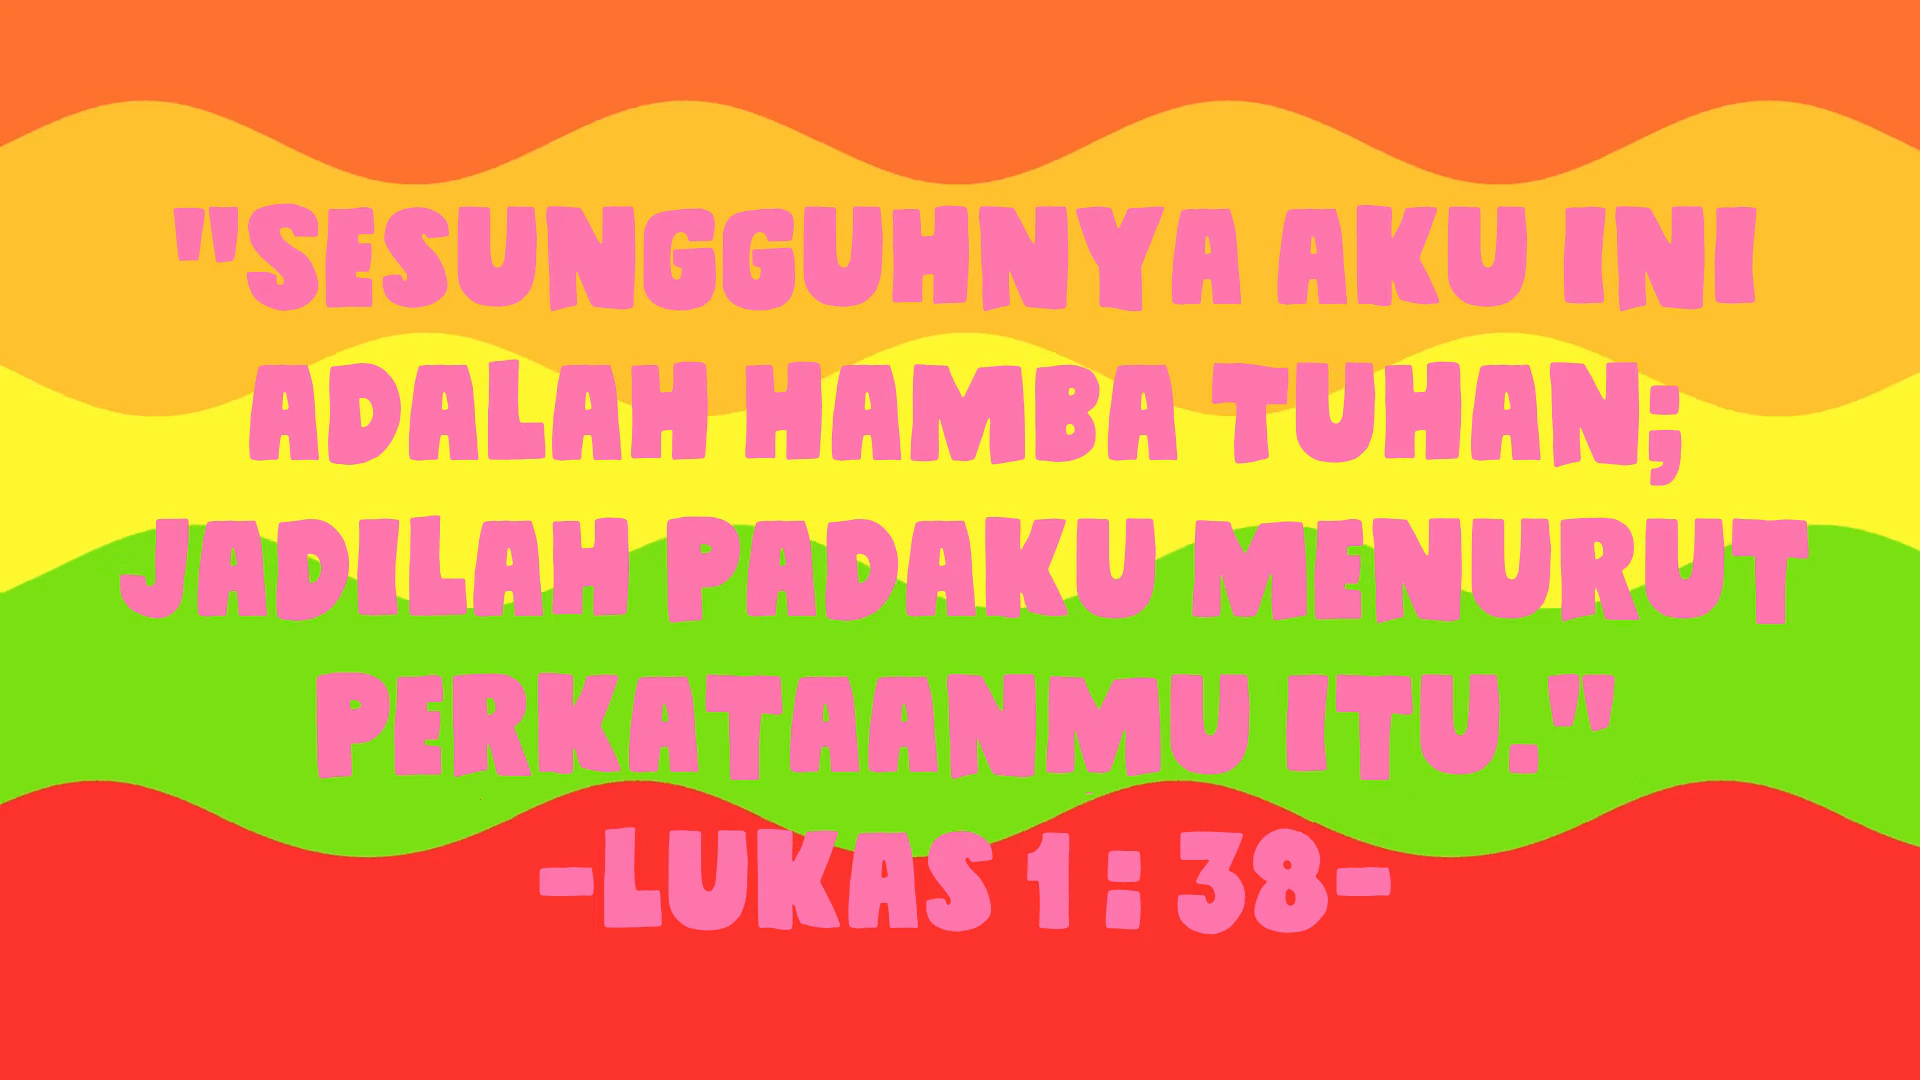 "SESUNGGUHNYA AKU INI
ADALAH HAMBA TUHAN;
JADILAH PADAKU MENURUT
PERKATAANMU ITU."
-LUKAS 1 : 38-